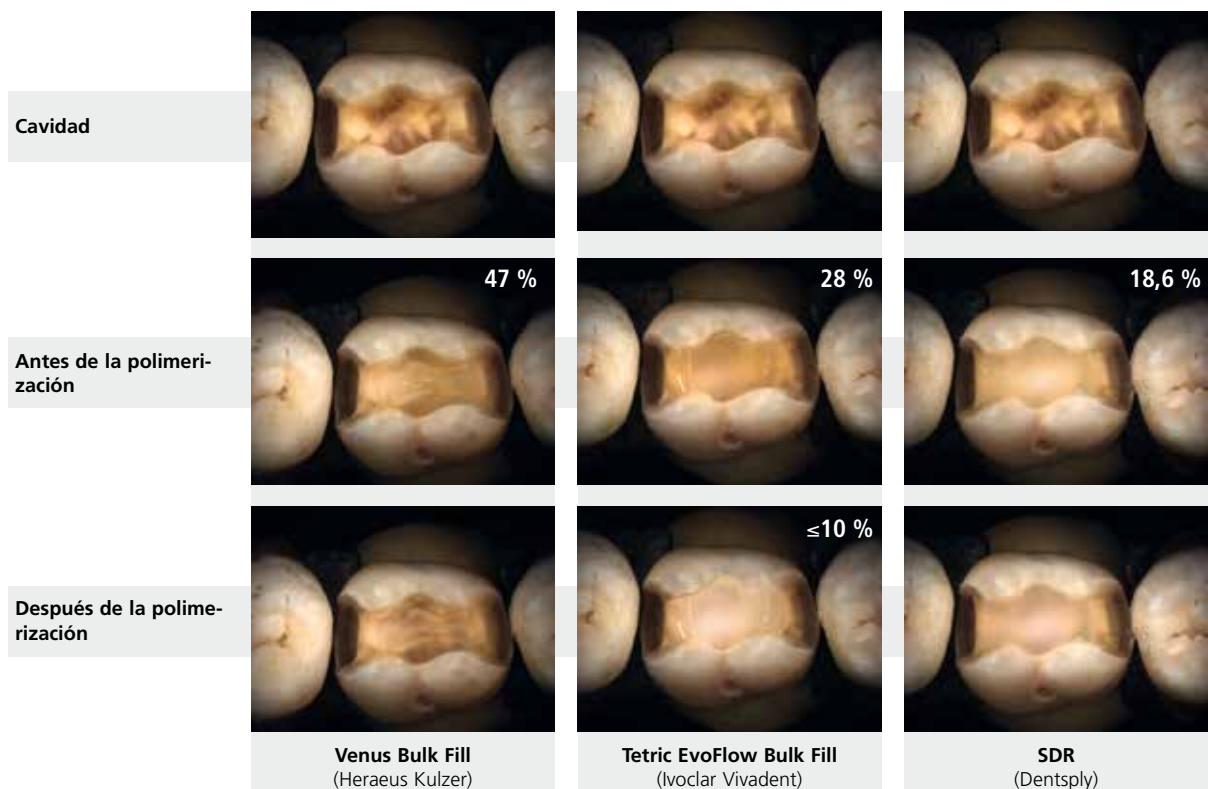 Cavidad
47 %
28 %
18,6 %
Antes de la polimeri-
zación
≤10 %
Después de la polime-
rización
Venus Bulk Fill
(Heraeus Kulzer)
Tetric EvoFlow Bulk Fill
(Ivoclar Vivadent)
SDR
(Dentsply)